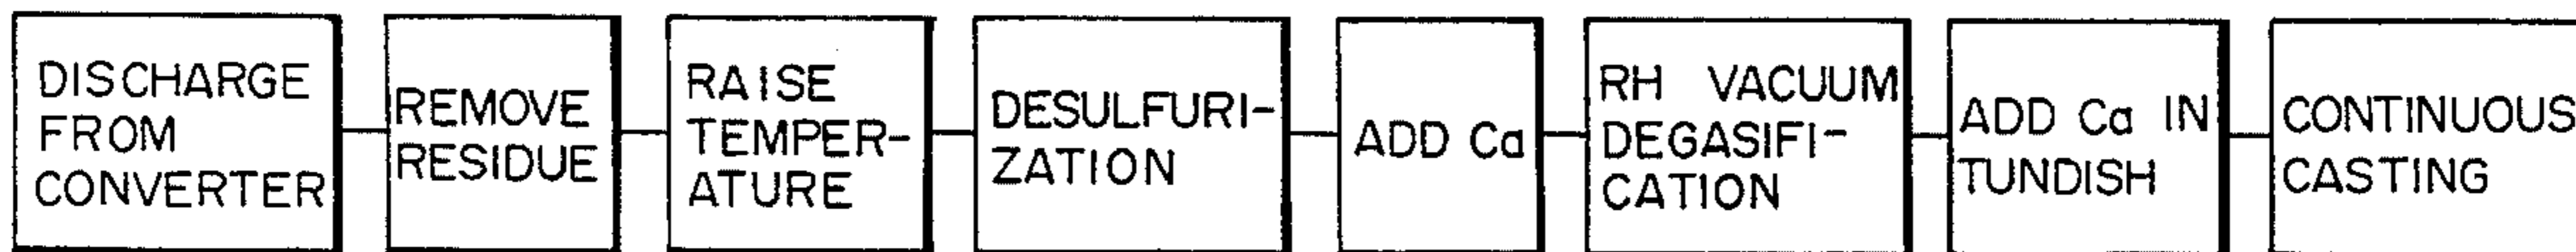 DISCHARGE
FROM
CONVERTER
REMOVE
RESIDUE
RAISE
TEMPER-
ATURE
DESULFURI-
ZATION
ADD Ca
RH VACUUM
DEGASIFI-
CATION
ADD Ca IN
TUNDISH
CONTINUOUS
CASTING